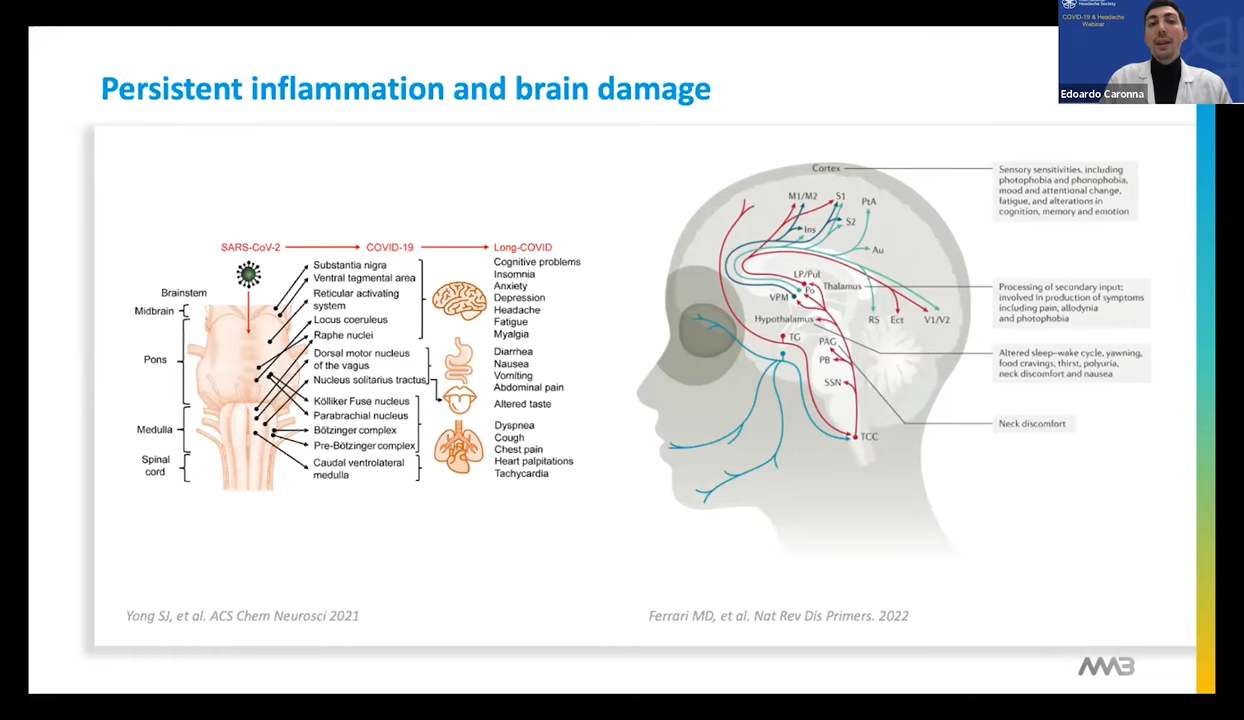 International
Headache Society
COVID-19 & Headache
Webinar
Edoardo Caronna
Persistent inflammation and brain damage
SARS-CoV-2
COVID-19
Long-COVID
Brainstem
Midbrain
Pons
Medulla
Spinal
cord
Substantia nigra
Ventral tegmental area
Reticular activating
system
Locus coeruleus
Raphe nuclei
Dorsal motor nucleus
of the vagus
Nucleus solitarius tractus
Kölliker Fuse nucleus
Parabrachial nucleus
Bötzinger complex
Pre-Bötzinger complex
Caudal ventrolateral
medulla
Cognitive problems
Insomnia
Anxiety
Depression
Headache
Fatigue
Myalgia
Diarrhea
Nausea
Vomiting
Abdominal pain
Altered taste
Dyspnea
Cough
Chest pain
Heart palpitations
Tachycardia
Yong SJ, et al. ACS Chem Neurosci 2021
Cortex
M1/M2
S1
PtA
S2
Ins
Au
LP/Pul
Po
Thalamus
VPM
Hypothalamus
RS
Ect
V1/V2
TG
PAG
PB
SSN
TCC
Sensory sensitivities, including
photophobia and phonophobia,
mood and attentional change,
fatigue, and alterations in
cognition, memory and emotion
Processing of secondary input;
involved in production of symptoms
including pain, allodynia
and photophobia
Altered sleep–wake cycle, yawning,
food cravings, thirst, polyuria,
neck discomfort and nausea
Neck discomfort
Ferrari MD, et al. Nat Rev Dis Primers. 2022